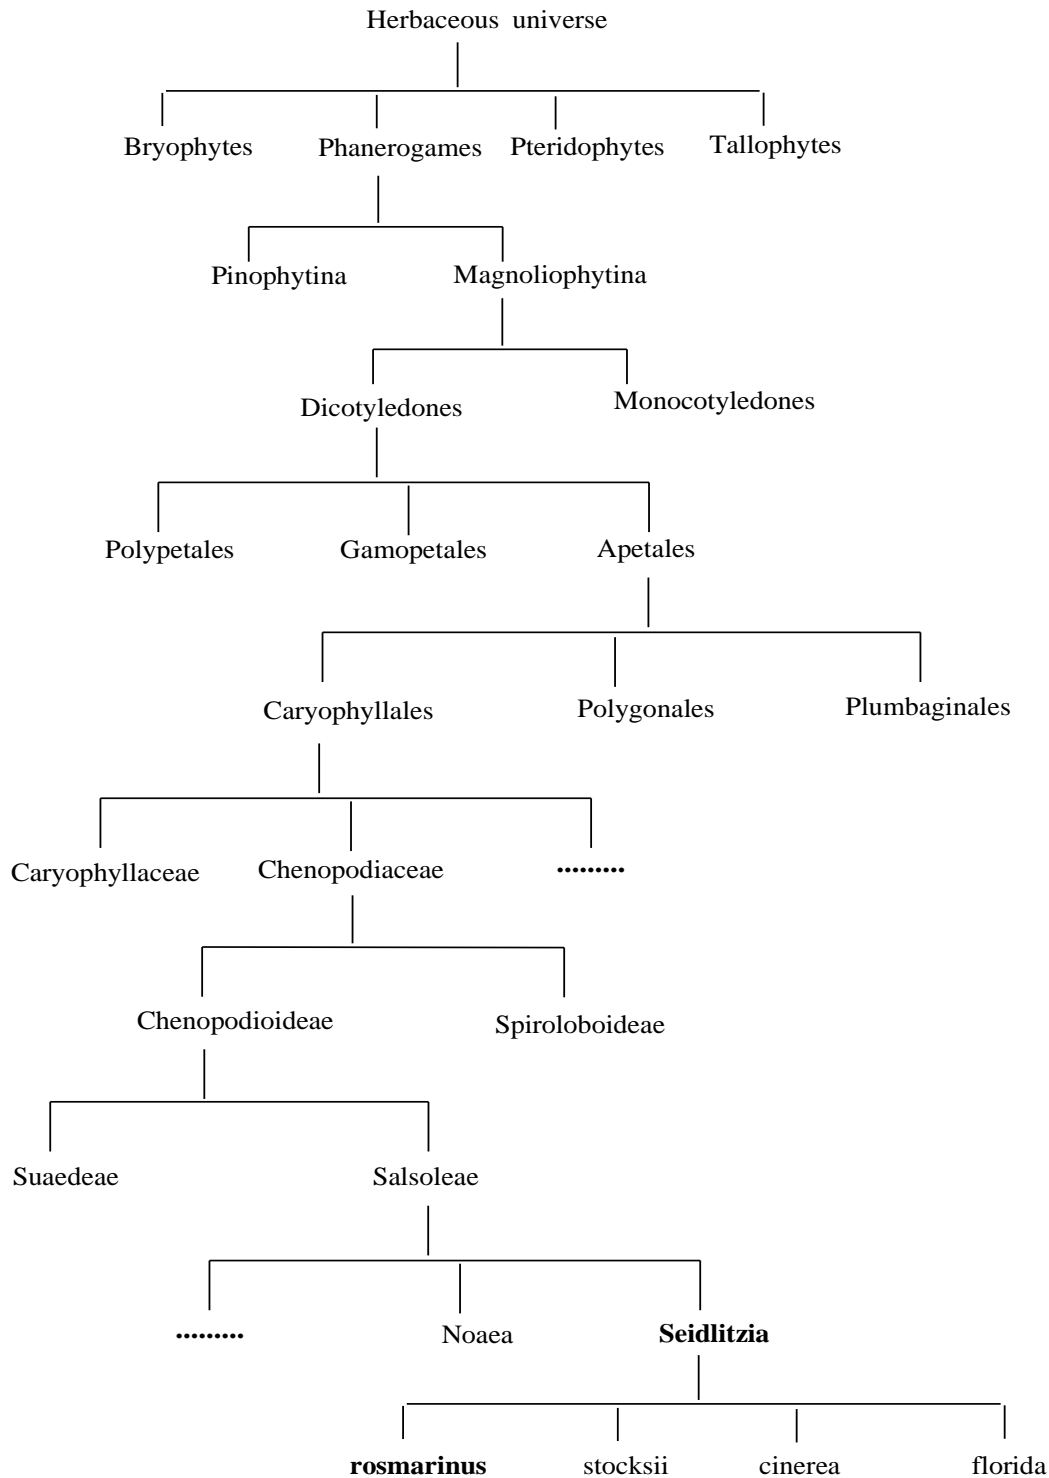 Herbaceous universe
Bryophytes Phanerogames Pteridophytes Tallophytes
Pinophytina Magnoliophytina
Dicotyledones Monocotyledones
Polypetales Gamopetales Apetales
Caryophyllales Polygonales Plumbaginales
Caryophyllaceae Chenopodiaceae .........
Chenopodioideae Spiroloboideae
Suaedeae Salsoleae
......... Noaea Seidlitzia
rosmarinus stocksii cinerea florida